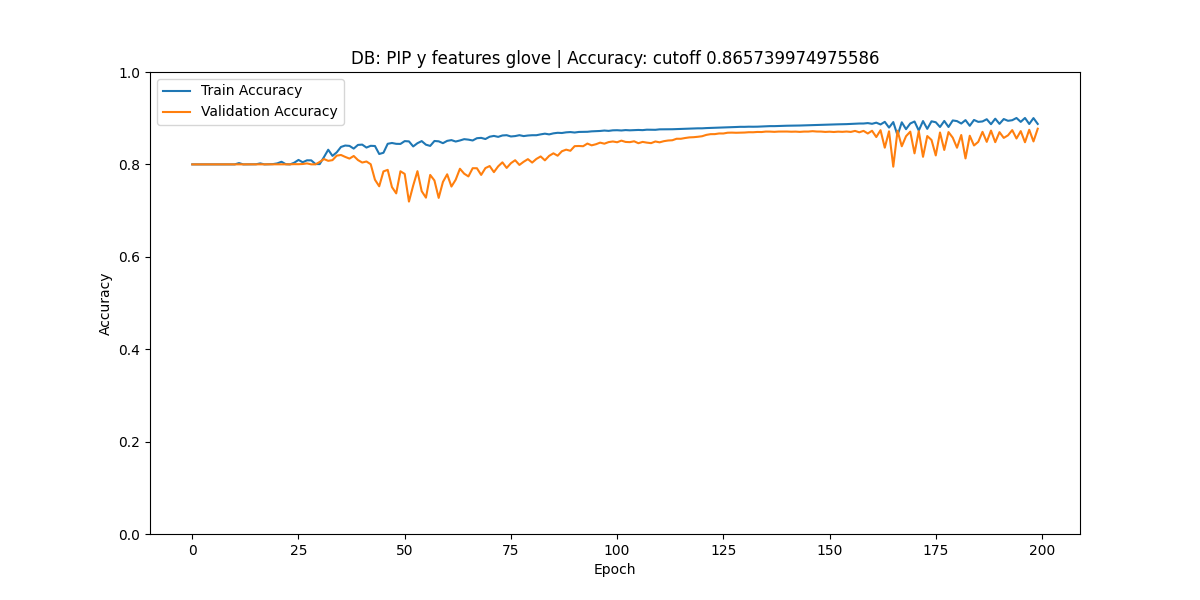 DB: PIP y features glove | Accuracy: cutoff 0.865739974975586
Train Accuracy
Validation Accuracy
Accuracy
1.0
0.8
0.6
0.4
0.2
0.0
0 25 50 75 100 125 150 175 200
Epoch